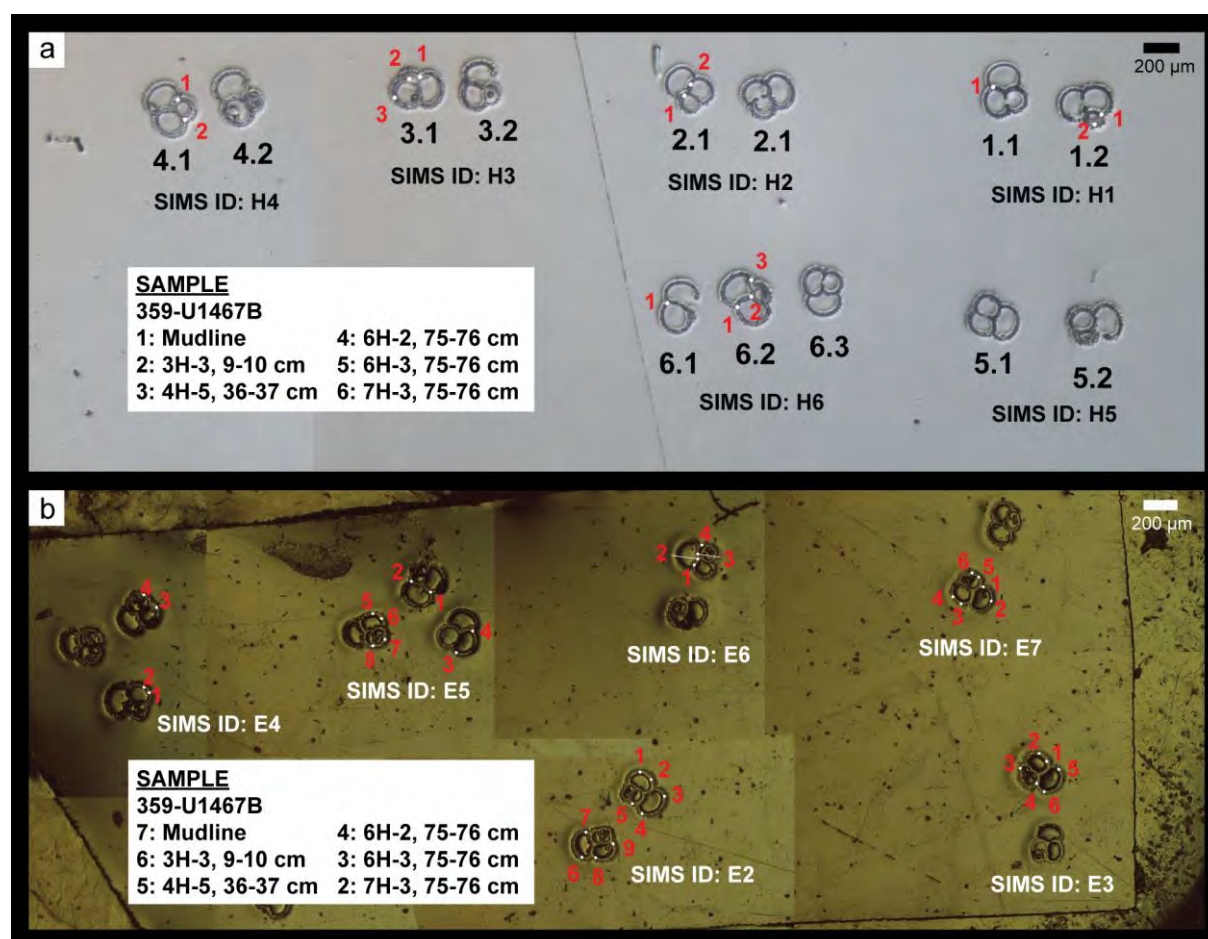 a
200 µm
1
2
4.1
4.2
SIMS ID: H4
2 1
3
3.1
3.2
SIMS ID: H3
2
1
2.1
2.1
SIMS ID: H2
1
1
2
1.1
1.2
SIMS ID: H1
SAMPLE
359-U1467B
1: Mudline 4: 6H-2, 75-76 cm
2: 3H-3, 9-10 cm 5: 6H-3, 75-76 cm
3: 4H-5, 36-37 cm 6: 7H-3, 75-76 cm
1
3
1
2
6.1
6.2
6.3
SIMS ID: H6
5.1
5.2
SIMS ID: H5
b
200 µm
4
3
2
1
SIMS ID: E4
2
1
5
6
7
8
4
3
SIMS ID: E5
4
2
3
1
SIMS ID: E6
6
5
1
4
3
2
SIMS ID: E7
SAMPLE
359-U1467B
7: Mudline 4: 6H-2, 75-76 cm
6: 3H-3, 9-10 cm 3: 6H-3, 75-76 cm
5: 4H-5, 36-37 cm 2: 7H-3, 75-76 cm
1
2
3
5
4
7
9
6 8
SIMS ID: E2
2
1
3
5
4
6
SIMS ID: E3